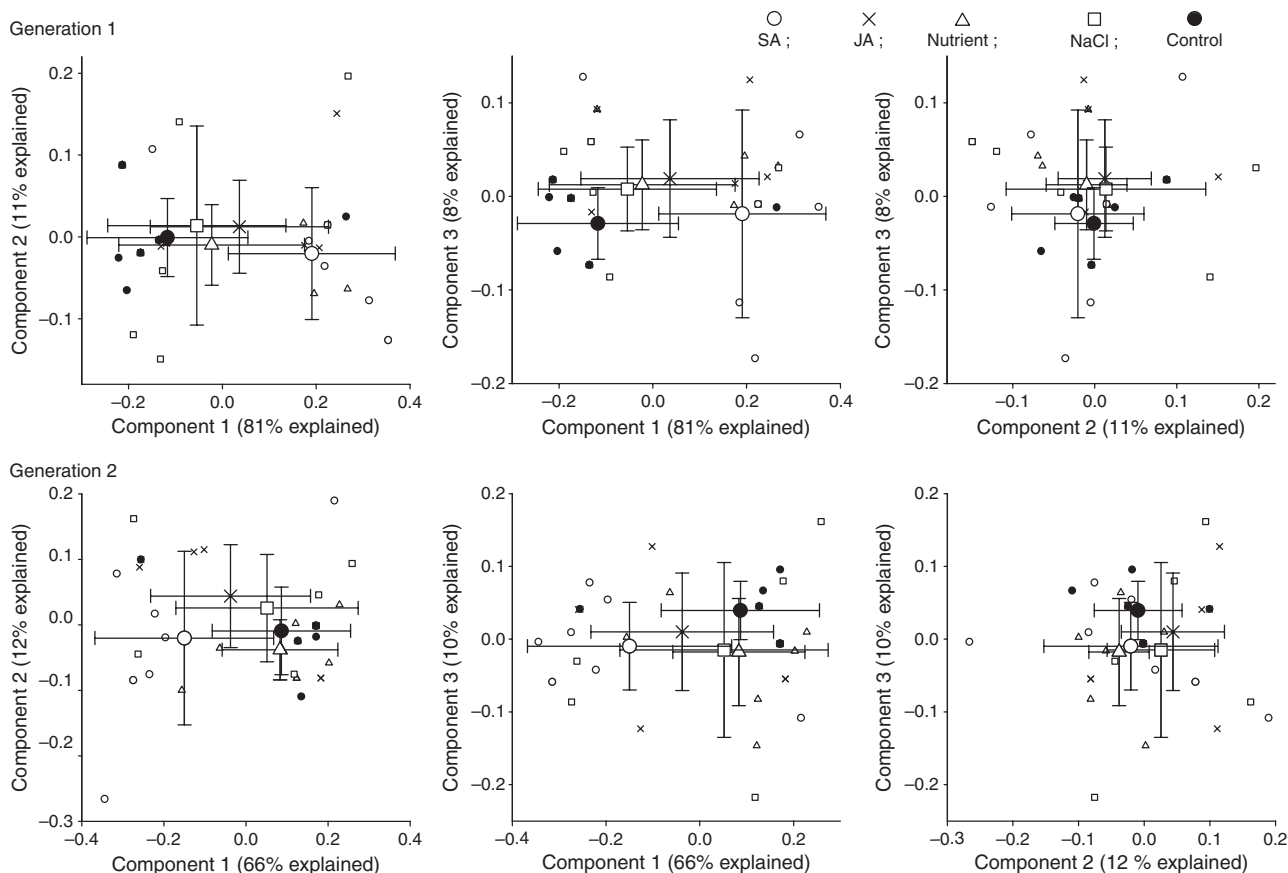 Generation 1
SA ; JA ; Nutrient ; NaCl ; Control
0.2
0.1
0.0
−0.1
Component 2 (11% explained)
−0.2 0.0 0.2 0.4
Component 1 (81% explained)
0.1
0.0
−0.1
−0.2
Component 3 (8% explained)
−0.2 0.0 0.2 0.4
Component 1 (81% explained)
0.1
0.0
−0.1
−0.2
Component 3 (8% explained)
−0.1 0.0 0.1 0.2
Component 2 (11% explained)
Generation 2
0.2
0.1
0.0
−0.1
−0.3
Component 2 (12% explained)
−0.4 −0.2 0.0 0.2 0.4
Component 1 (66% explained)
0.2
0.1
0.0
−0.1
−0.2
Component 3 (10% explained)
−0.4 −0.2 0.0 0.2
Component 1 (66% explained)
0.2
0.1
0.0
−0.1
−0.2
Component 3 (10% explained)
−0.3 −0.2 −0.1 0.0 0.1 0.2
Component 2 (12 % explained)